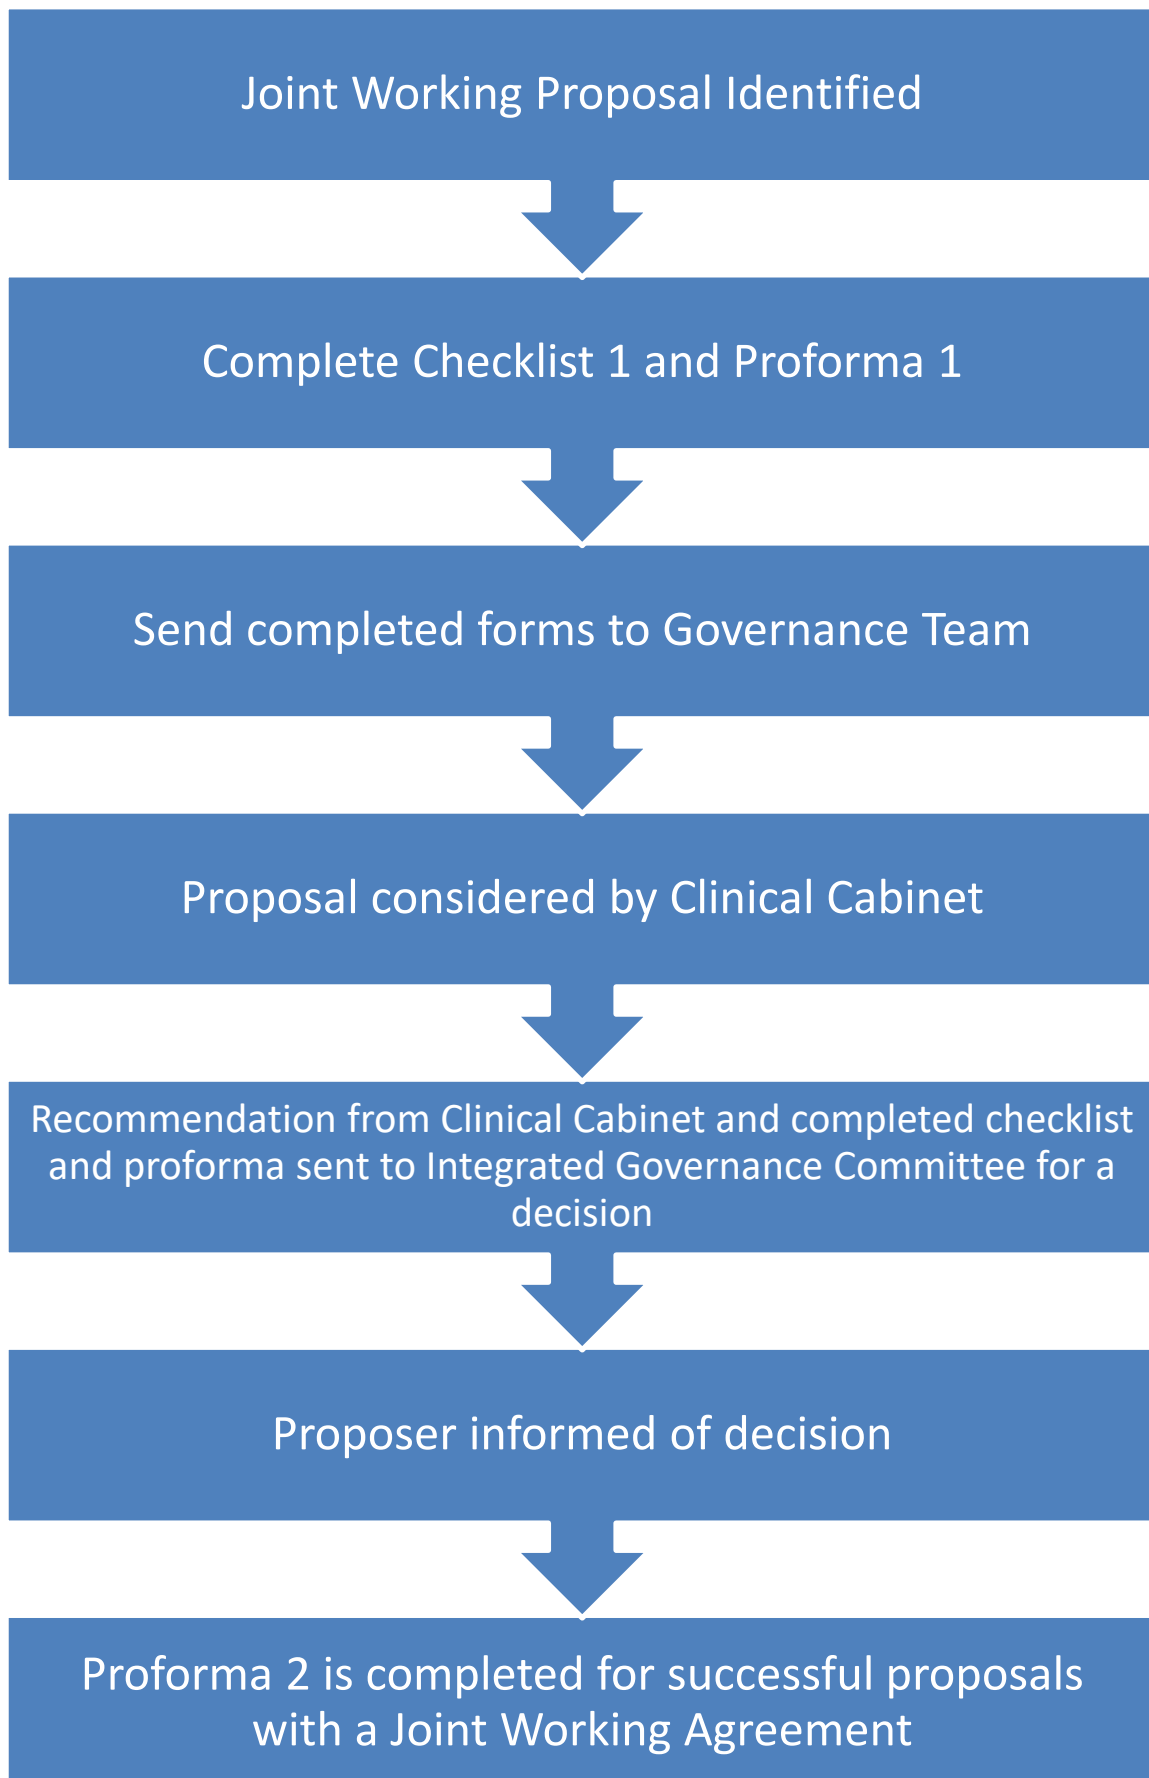 Joint Working Proposal Identified
Complete Checklist 1 and Proforma 1
Send completed forms to Governance Team
Proposal considered by Clinical Cabinet
Recommendation from Clinical Cabinet and completed checklist
and proforma sent to Integrated Governance Committee for a
decision
Proposer informed of decision
Proforma 2 is completed for successful proposals
with a Joint Working Agreement